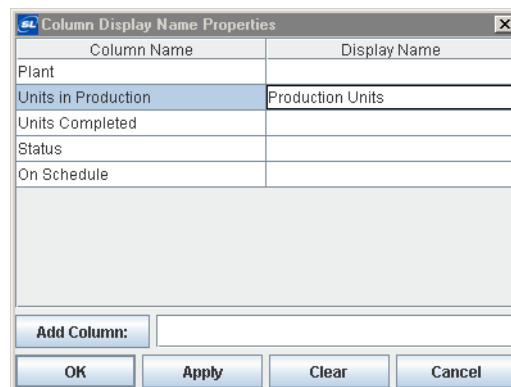 SL Column Display Name Properties
Column Name Display Name
Plant
Units in Production Production Units
Units Completed
Status
On Schedule
Add Column:
OK Apply Clear Cancel